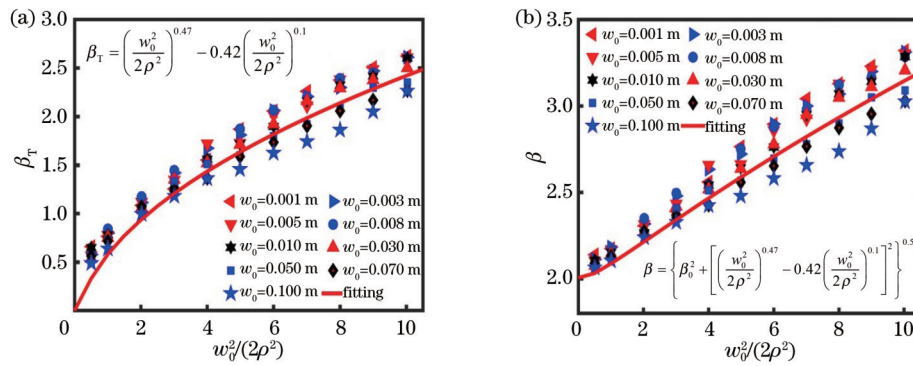 (a)
3.0
2.5
2.0
1.5
1.0
0.5
0
2
4
6
8
10
β_T
w_0^2/(2ρ^2)
β_T = (w_0^2/2ρ^2)^0.47 − 0.42(w_0^2/2ρ^2)^0.1
w_0=0.001 m w_0=0.003 m
w_0=0.005 m w_0=0.008 m
w_0=0.010 m w_0=0.030 m
w_0=0.050 m w_0=0.070 m
w_0=0.100 m fitting
(b)
w_0=0.001 m w_0=0.003 m
w_0=0.005 m w_0=0.008 m
w_0=0.010 m w_0=0.030 m
w_0=0.050 m w_0=0.070 m
w_0=0.100 m fitting
3.5
3.0
2.5
2.0
0
2
4
6
8
10
β
w_0^2/(2ρ^2)
β = {β_0^2 + [(w_0^2/2ρ^2)^0.47 − 0.42(w_0^2/2ρ^2)^0.1]^2}